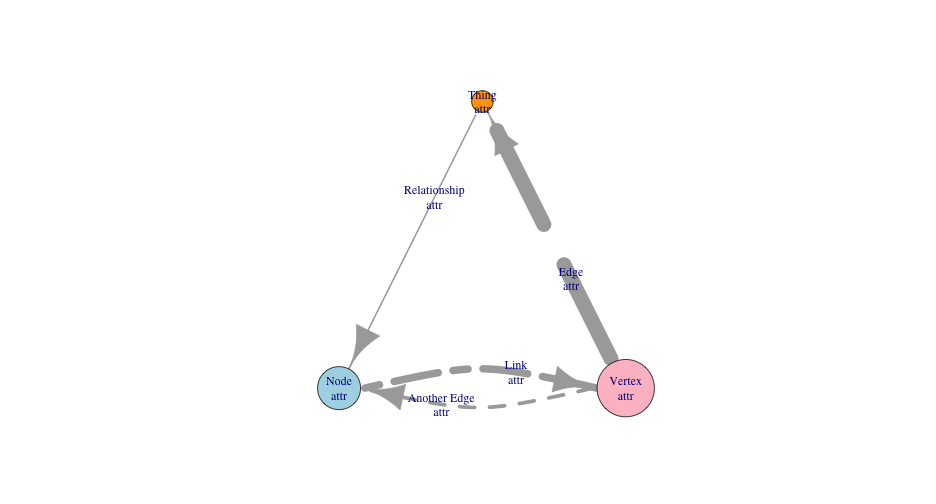 Thing
attr
Relationship
attr
Edge
attr
Link
attr
Node
attr
Another Edge
attr
Vertex
attr